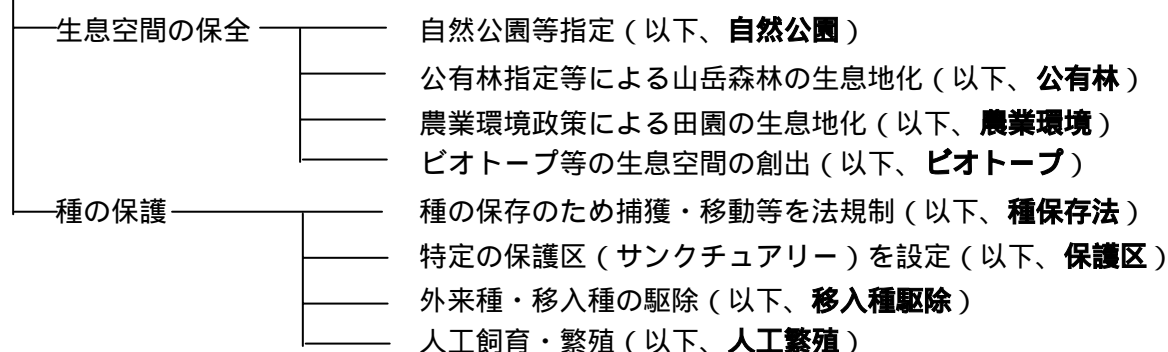 生息空間の保全 自然公園等指定(以下、自然公園)
公有林指定等による山岳森林の生息地化(以下、公有林)
農業環境政策による田園の生息地化(以下、農業環境)
ビオトープ等の生息空間の創出(以下、ビオトープ)
種の保護 種の保存のため捕獲・移動等を法規制(以下、種保存法)
特定の保護区(サンクチュアリー)を設定(以下、保護区)
外来種・移入種の駆除(以下、移入種駆除)
人工飼育・繁殖(以下、人工繁殖)